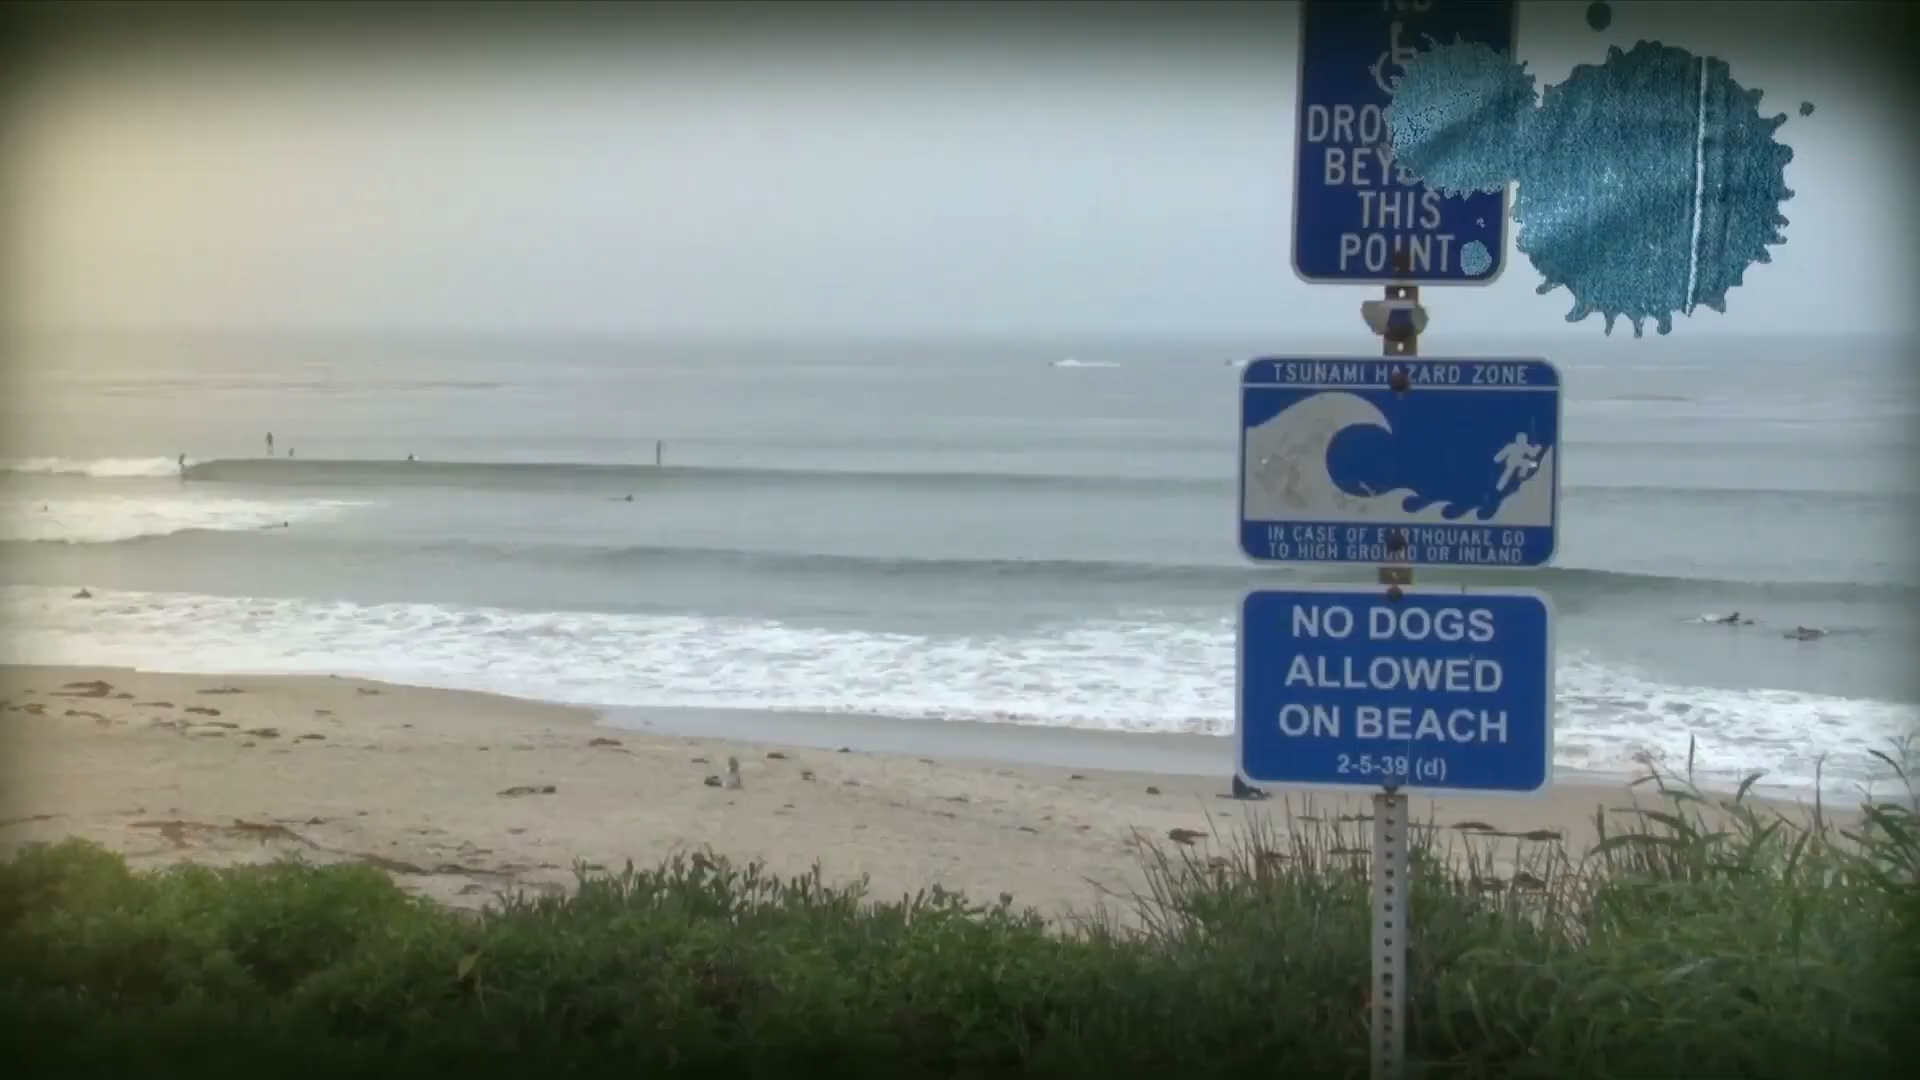 DRO
BEY
THIS
POINT
TSUNAMI HAZARD ZONE
IN CASE OF EARTHQUAKE GO
TO HIGH GROUND OR INLAND
NO DOGS
ALLOWED
ON BEACH
2-5-39 (d)